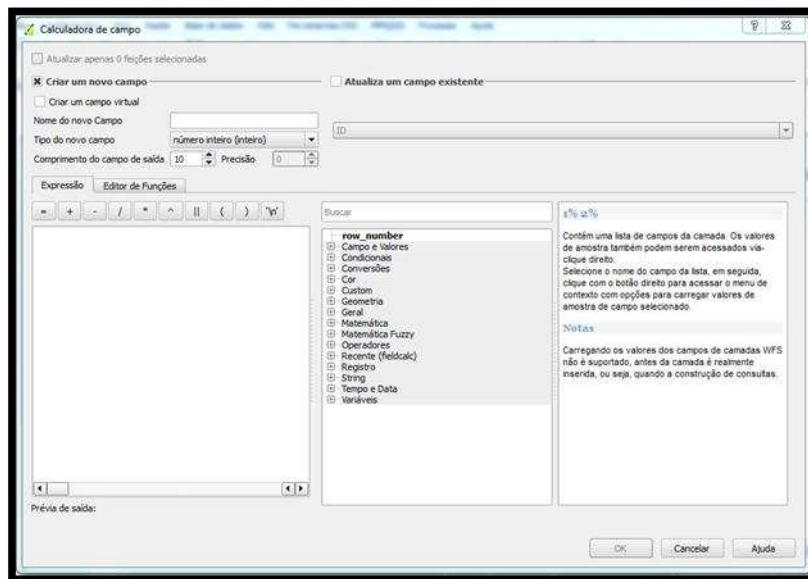 Calculadora de campo
Atualizar apenas 0 feições selecionadas
Criar um novo campo
Atualiza um campo existente
Criar um campo virtual
Nome do novo Campo
ID
Tipo do novo campo número inteiro (inteiro)
Comprimento do campo de saída 10 Precisão 0
Expressão Editor de Funções
= + - / * ^ || ( ) '\n'
Buscar
row_number
Campo e Valores
Condicionais
Conversões
Cor
Custom
Geometria
Geral
Matemática
Matemática Fuzzy
Operadores
Recente (fieldcalc)
Registro
String
Tempo e Data
Variáveis
1% 2%
Contém uma lista de campos da camada. Os valores
de amostra também podem ser acessados via-
clique direito.
Selecione o nome do campo da lista, em seguida,
clique com o botão direito para acessar o menu de
contexto com opções para carregar valores de
amostra de campo selecionado.
Notas
Carregando os valores dos campos de camadas WFS
não é suportado, antes da camada é realmente
inserida, ou seja, quando a construção de consultas.
Prévia de saída:
OK Cancelar Ajuda